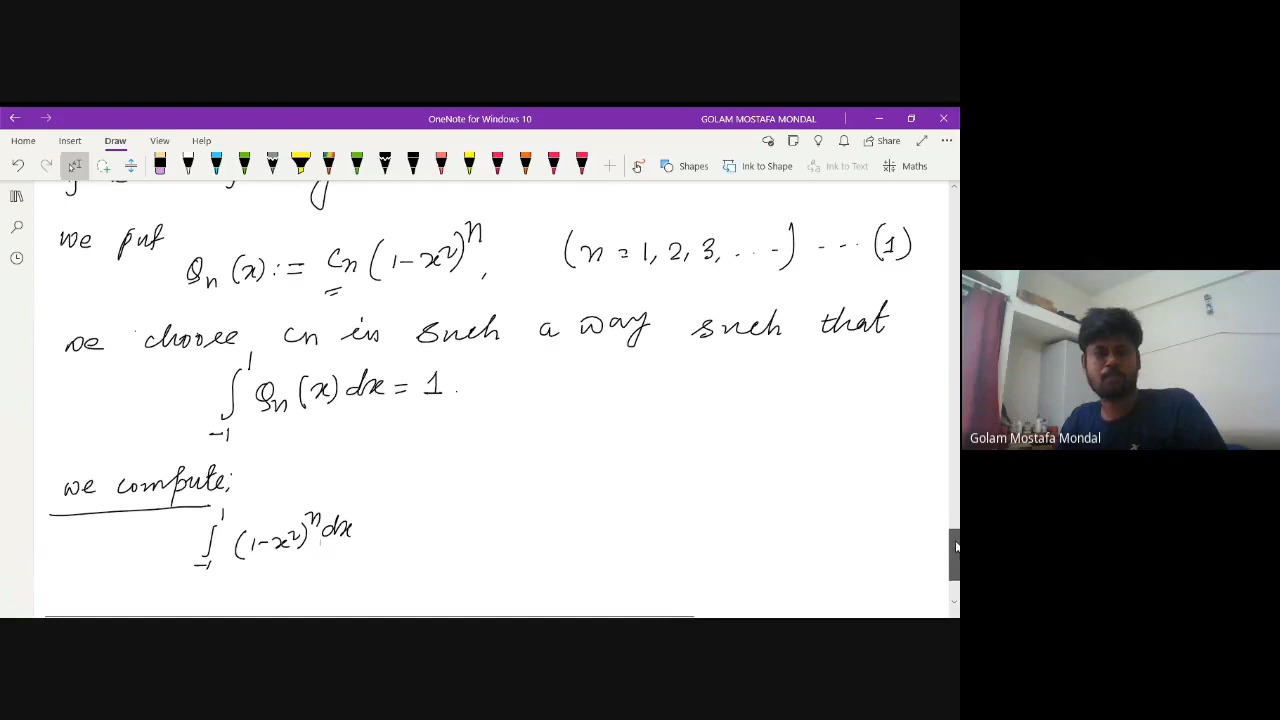 OneNote for Windows 10
GOLAM MOSTAFA MONDAL
Home Insert Draw View Help
Share
Shapes Ink to Shape Ink to Text Maths
we put
Qn(x) := Cn(1-x²)ⁿ, (n = 1, 2, 3, ....) .... (1)
we choose cn in such a way such that
∫₋₁¹ Qn(x) dx = 1.
we compute;
∫₋₁¹ (1-x²)ⁿ dx
Golam Mostafa Mondal